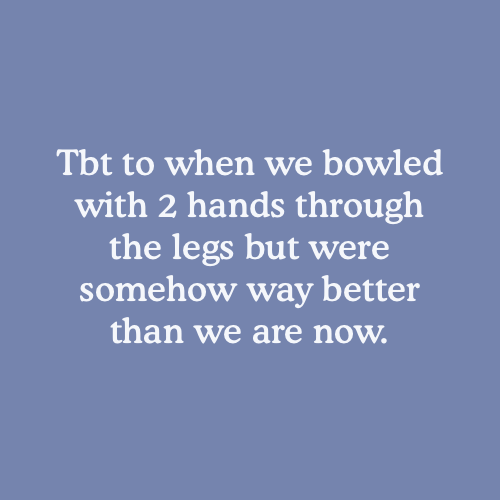 Tbt to when we bowled
with 2 hands through
the legs but were
somehow way better
than we are now.